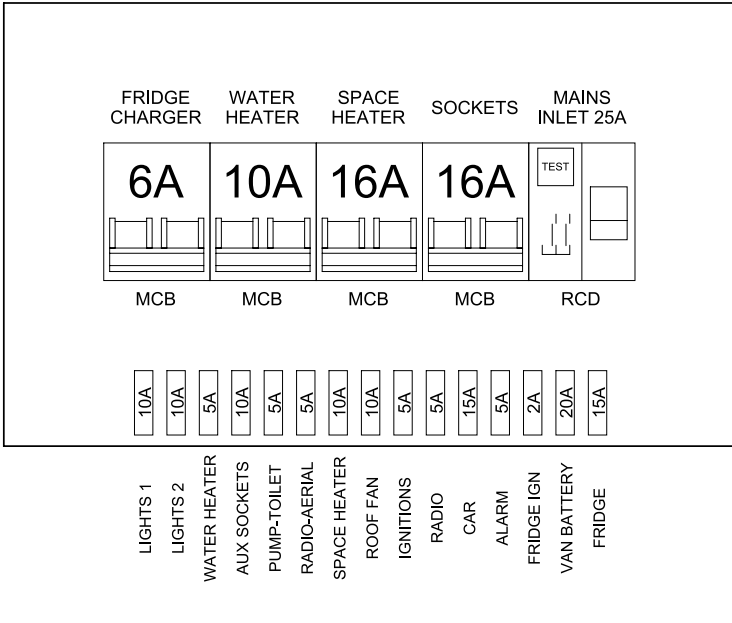 FRIDGE
CHARGER
WATER
HEATER
SPACE
HEATER
SOCKETS
MAINS
INLET 25A
6A
10A
16A
16A
TEST
MCB
MCB
MCB
MCB
RCD
10A
10A
5A
10A
5A
5A
10A
10A
5A
5A
15A
5A
2A
20A
15A
LIGHTS 1
LIGHTS 2
WATER HEATER
AUX SOCKETS
PUMP-TOILET
RADIO-AERIAL
SPACE HEATER
ROOF FAN
IGNITIONS
RADIO
CAR
ALARM
FRIDGE IGN
VAN BATTERY
FRIDGE